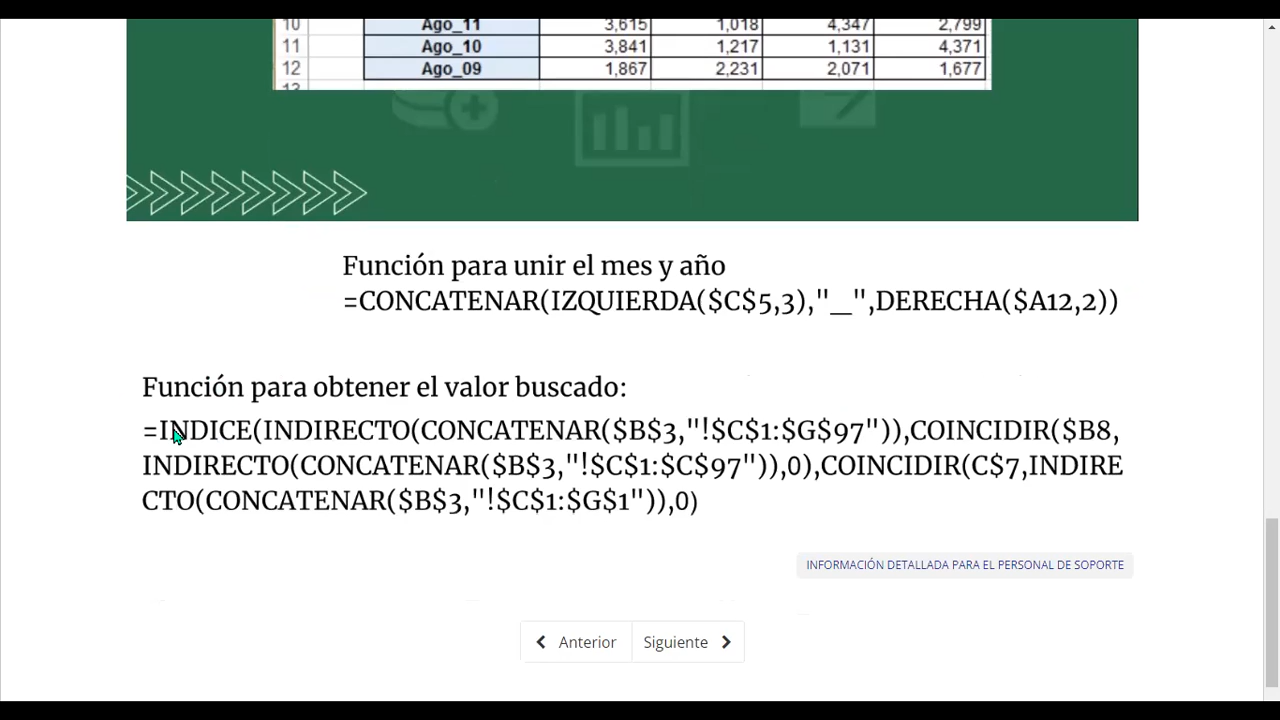 10 Ago_11 3,615 1,018 4,347 2,799
11 Ago_10 3,841 1,217 1,131 4,371
12 Ago_09 1,867 2,231 2,071 1,677
13
Función para unir el mes y año
=CONCATENAR(IZQUIERDA($C$5,3),"_",DERECHA($A12,2))
Función para obtener el valor buscado:
=INDICE(INDIRECTO(CONCATENAR($B$3,"!$C$1:$G$97")),COINCIDIR($B8,
INDIRECTO(CONCATENAR($B$3,"!$C$1:$C$97")),0),COINCIDIR(C$7,INDIRE
CTO(CONCATENAR($B$3,"!$C$1:$G$1")),0)
INFORMACIÓN DETALLADA PARA EL PERSONAL DE SOPORTE
Anterior Siguiente